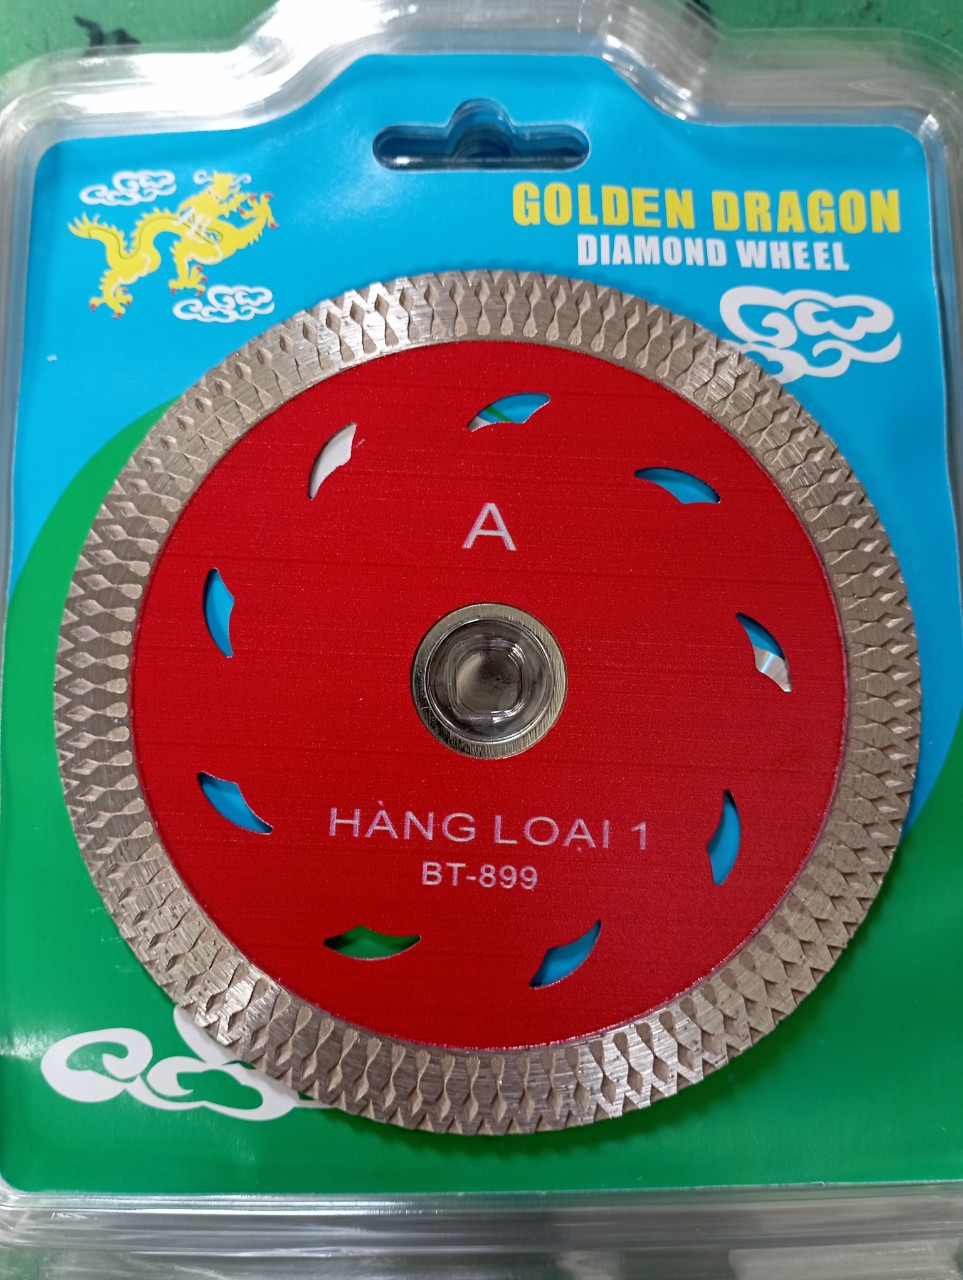 GOLDEN DRAGON
DIAMOND WHEEL
A
HÀNG LOẠI 1
BT-899